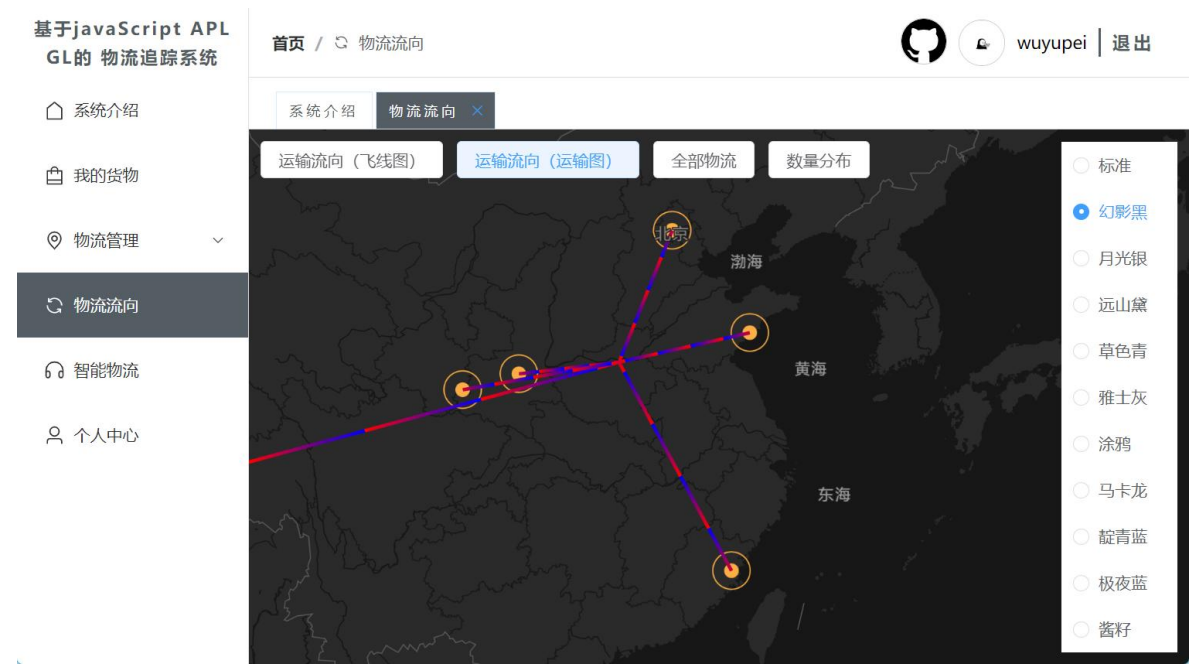 基于javaScript APL
GL的 物流追踪系统
首页 / 物流流向
wuyupei 退出
系统介绍
我的货物
物流管理
物流流向
智能物流
个人中心
系统介绍 物流流向 ×
运输流向（飞线图） 运输流向（运输图） 全部物流 数量分布
北京
渤海
黄海
东海
标准
幻影黑
月光银
远山黛
草色青
雅士灰
涂鸦
马卡龙
靛青蓝
极夜蓝
酱籽